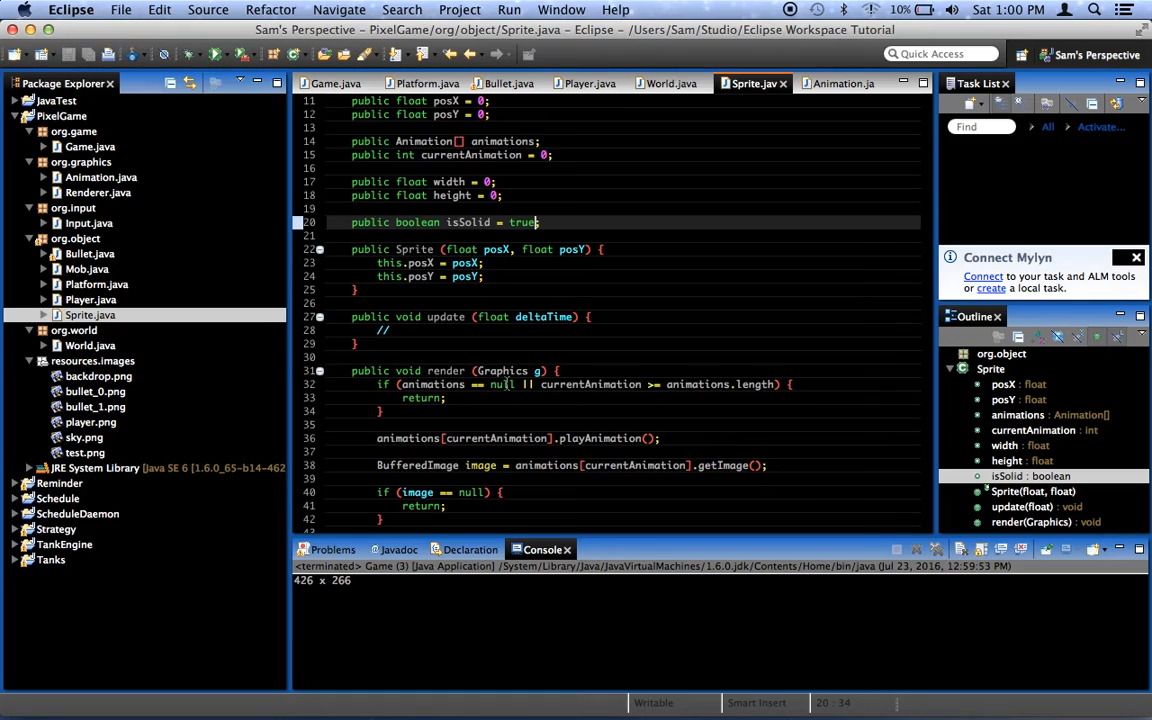 Eclipse File Edit Source Refactor Navigate Search Project Run Window Help 10% Sat 1:00 PM
Sam's Perspective - PixelGame/org/object/Sprite.java - Eclipse - /Users/Sam/Studio/Eclipse Workspace Tutorial
Quick Access Sam's Perspective
Package Explorer
JavaTest
PixelGame
org.game
Game.java
org.graphics
Animation.java
Renderer.java
org.input
Input.java
org.object
Bullet.java
Mob.java
Platform.java
Player.java
Sprite.java
org.world
World.java
resources.images
backdrop.png
bullet_0.png
bullet_1.png
player.png
sky.png
test.png
JRE System Library [Java SE 6 [1.6.0_65-b14-462
Reminder
Schedule
ScheduleDaemon
Strategy
TankEngine
Tanks
Game.java Platform.java Bullet.java Player.java World.java Sprite.jav Animation.ja
11 public float posX = 0;
12 public float posY = 0;
13
14 public Animation[] animations;
15 public int currentAnimation = 0;
16
17 public float width = 0;
18 public float height = 0;
19
20 public boolean isSolid = true;
21
22 public Sprite (float posX, float posY) {
23 this.posX = posX;
24 this.posY = posY;
25 }
26
27 public void update (float deltaTime) {
28 //
29 }
30
31 public void render (Graphics g) {
32 if (animations == null || currentAnimation >= animations.length) {
33 return;
34 }
35
36 animations[currentAnimation].playAnimation();
37
38 BufferedImage image = animations[currentAnimation].getImage();
39
40 if (image == null) {
41 return;
42 }
Problems Javadoc Declaration Console
<terminated> Game (3) [Java Application] /System/Library/Java/JavaVirtualMachines/1.6.0.jdk/Contents/Home/bin/java (Jul 23, 2016, 12:59:53 PM)
426 x 266
Task List
Find All Activate...
Connect Mylyn
Connect to your task and ALM tools
or create a local task.
Outline
org.object
Sprite
posX : float
posY : float
animations : Animation[]
currentAnimation : int
width : float
height : float
isSolid : boolean
Sprite(float, float)
update(float) : void
render(Graphics) : void
Writable Smart Insert 20 : 34